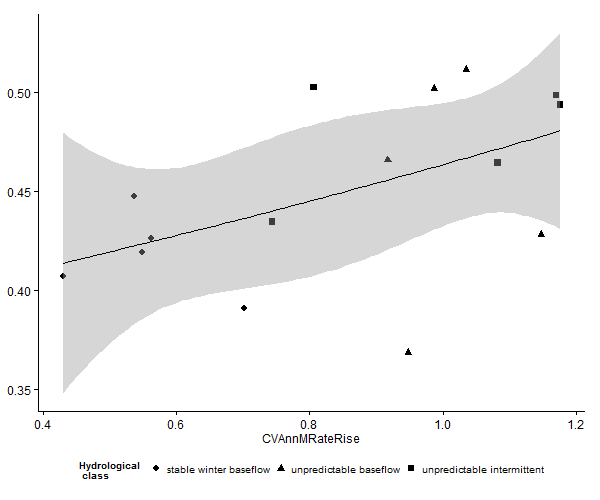 0.50
0.45
0.40
0.35
0.4 0.6 0.8 1.0 1.2
CVAnnMRateRise
Hydrological
class
stable winter baseflow unpredictable baseflow unpredictable intermittent